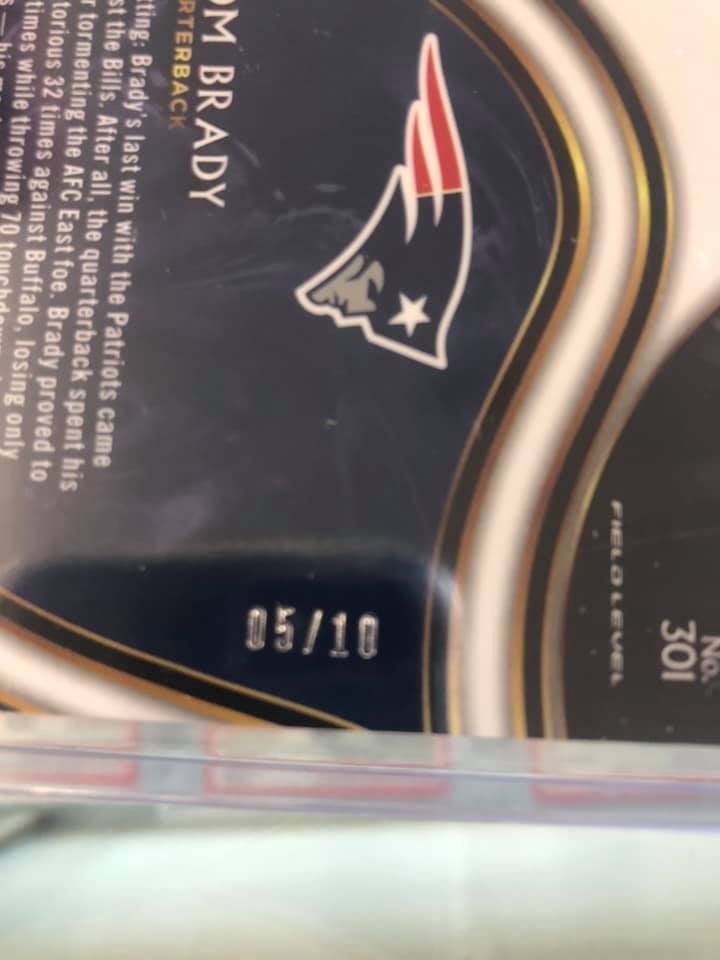 No.
301
FIELD LEVEL
OM BRADY
RTERBACK
tting: Brady's last win with the Patriots came
st the Bills. After all, the quarterback spent his
r tormenting the AFC East foe. Brady proved to
torious 32 times against Buffalo, losing only
times while throwing 70 touchdow
05/10